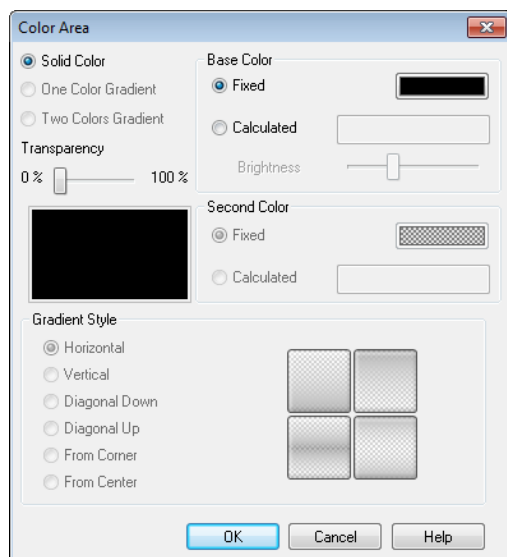 Color Area
Solid Color
One Color Gradient
Two Colors Gradient
Transparency
0 % 100 %
Base Color
Fixed
Calculated
Brightness
Second Color
Fixed
Calculated
Gradient Style
Horizontal
Vertical
Diagonal Down
Diagonal Up
From Corner
From Center
OK Cancel Help